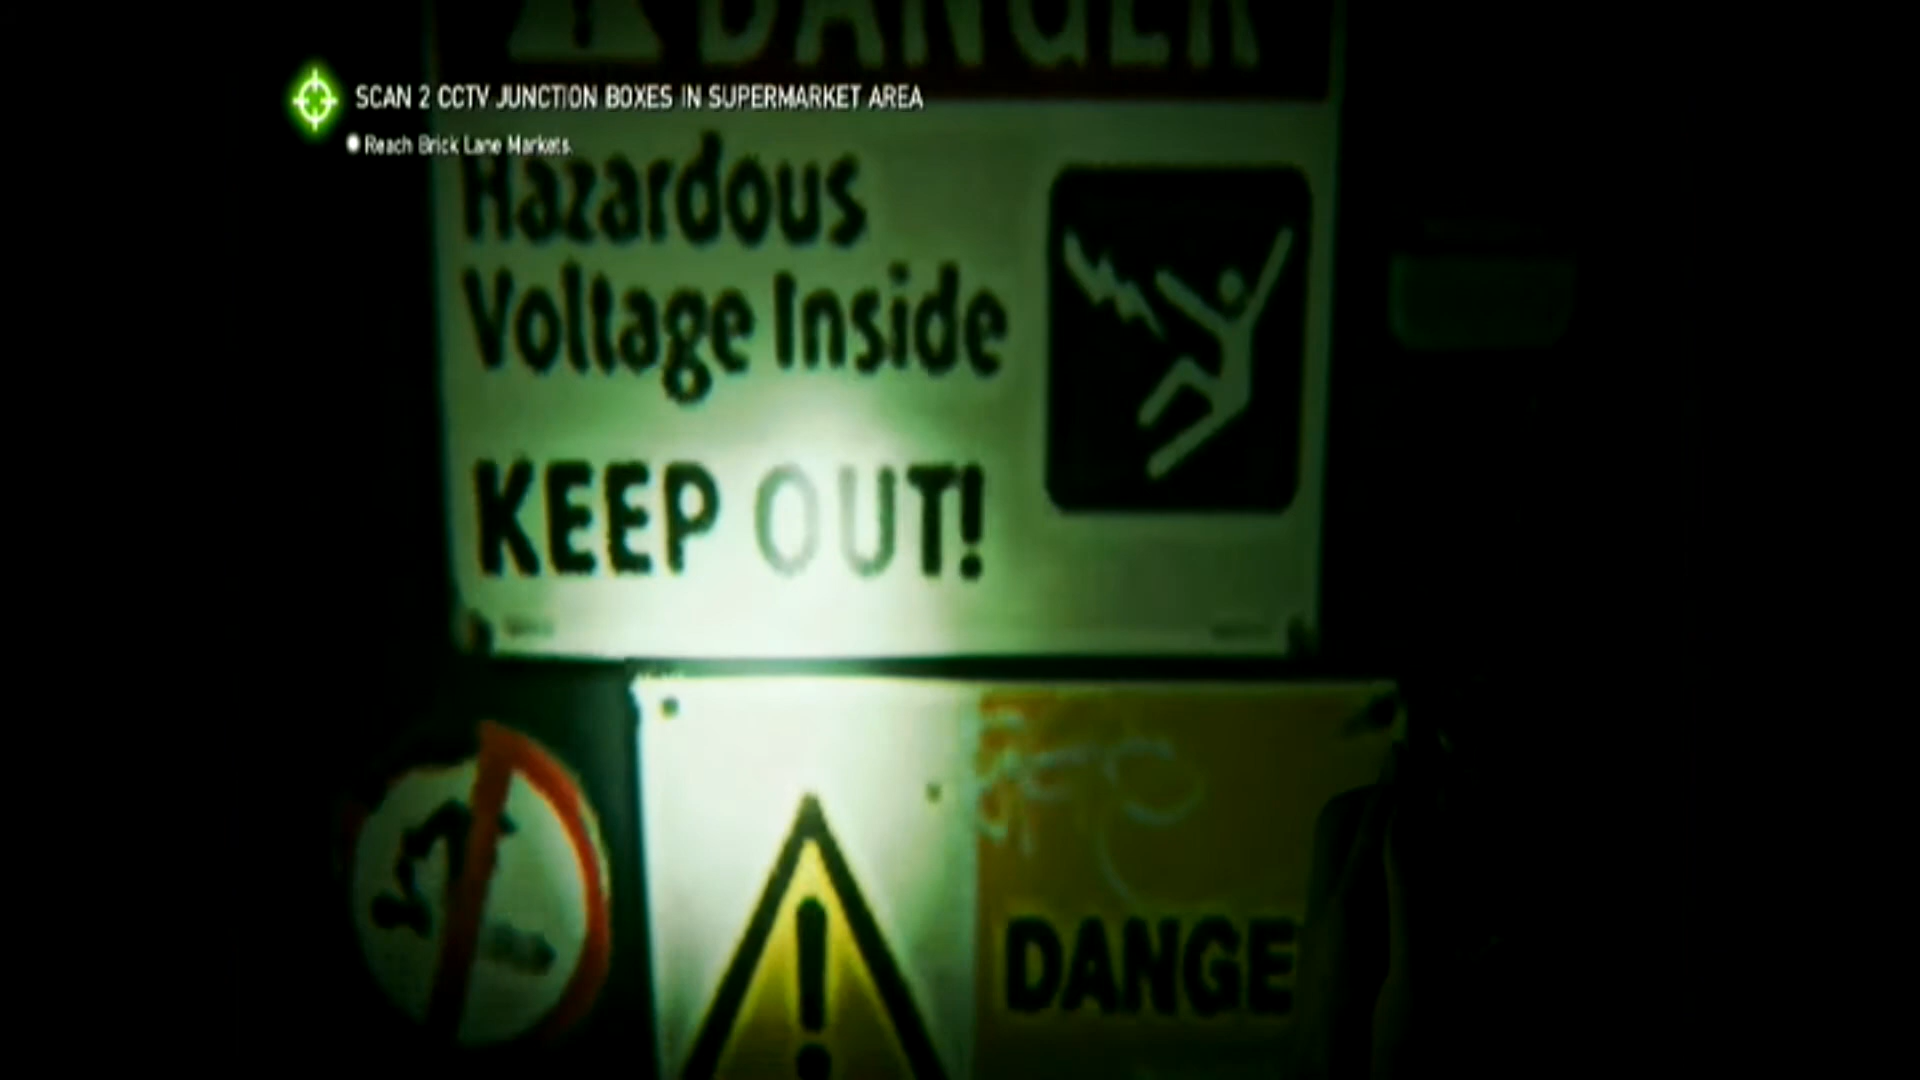 DANGER
SCAN 2 CCTV JUNCTION BOXES IN SUPERMARKET AREA
Reach Brick Lane Markets.
Hazardous
Voltage Inside
KEEP OUT!
DANGE